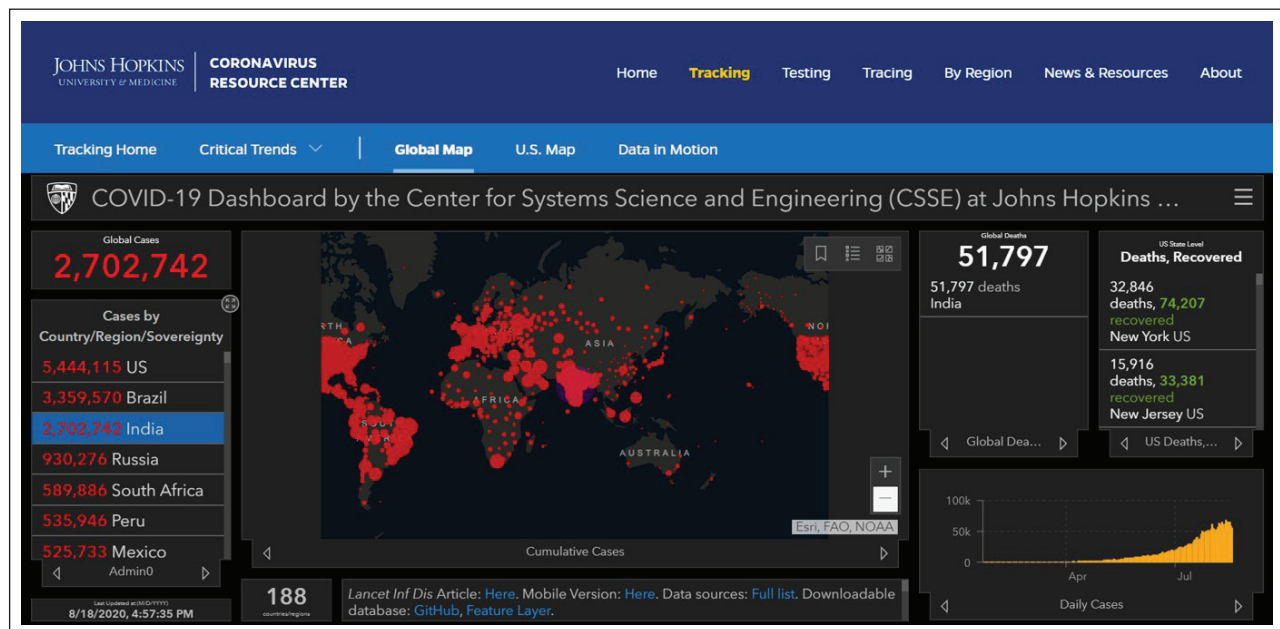 JOHNS HOPKINS
UNIVERSITY & MEDICINE
CORONAVIRUS
RESOURCE CENTER
Home Tracking Testing Tracing By Region News & Resources About
Tracking Home Critical Trends Global Map U.S. Map Data in Motion
COVID-19 Dashboard by the Center for Systems Science and Engineering (CSSE) at Johns Hopkins ...
Global Cases
2,702,742
Cases by
Country/Region/Sovereignty
5,444,115 US
3,359,570 Brazil
2,702,742 India
930,276 Russia
589,886 South Africa
535,946 Peru
525,733 Mexico
Admin0
Last Updated at (M/D/YYYY)
8/18/2020, 4:57:35 PM
ASIA
AFRICA
AUSTRALIA
Esri, FAO, NOAA
Cumulative Cases
188
countries/regions
Lancet Inf Dis Article: Here. Mobile Version: Here. Data sources: Full list. Downloadable
database: GitHub, Feature Layer.
Global Deaths
51,797
51,797 deaths
India
Global Dea...
US State Level
Deaths, Recovered
32,846
deaths, 74,207
recovered
New York US
15,916
deaths, 33,381
recovered
New Jersey US
US Deaths,...
100k
50k
0
Apr Jul
Daily Cases